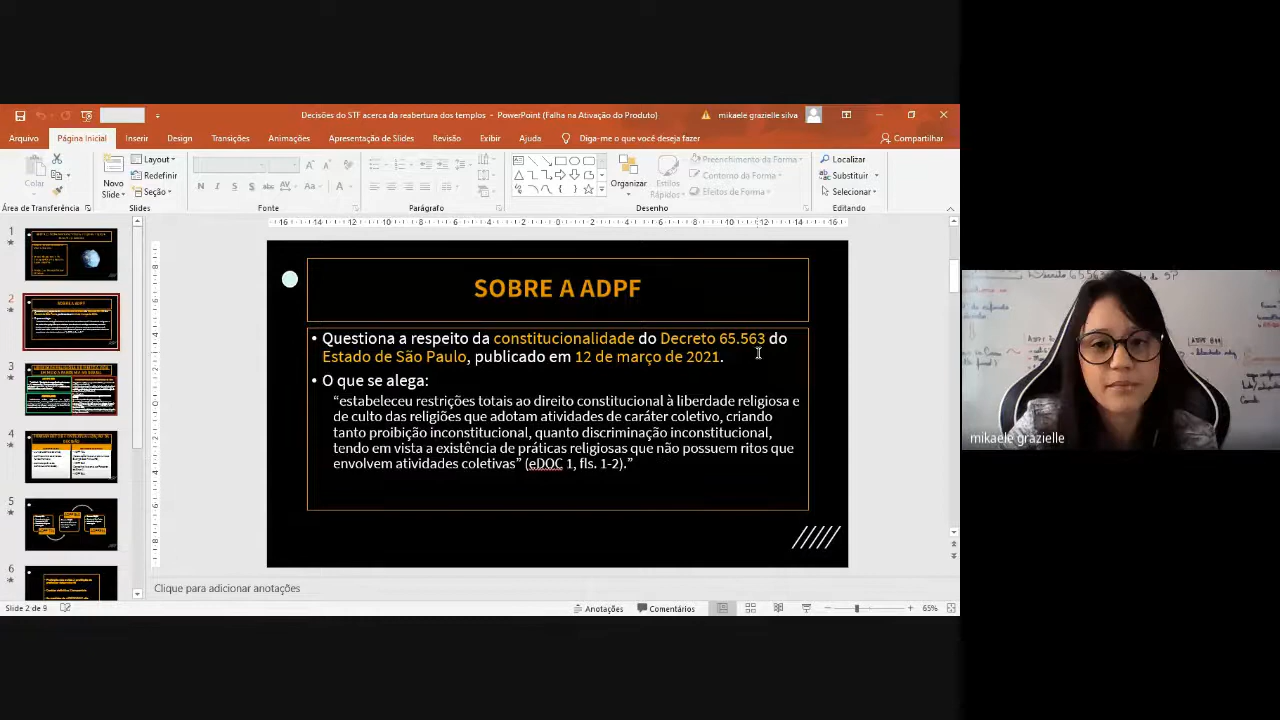 Decisões do STF acerca da reabertura dos templos - PowerPoint (Falha na Ativação do Produto)
mikaele grazielle silva
Arquivo
Página Inicial
Inserir
Design
Transições
Animações
Apresentação de Slides
Revisão
Exibir
Ajuda
Diga-me o que você deseja fazer
Compartilhar
Colar
Novo
Slide
Layout
Redefinir
Seção
Organizar
Estilos
Rápidos
Preenchimento da Forma
Contorno da Forma
Efeitos de Forma
Localizar
Substituir
Selecionar
Área de Transferência
Slides
Fonte
Parágrafo
Desenho
Editando
1
2
3
4
5
6
SOBRE A ADPF
• Questiona a respeito da constitucionalidade do Decreto 65.563 do
Estado de São Paulo, publicado em 12 de março de 2021.
• O que se alega:
“estabeleceu restrições totais ao direito constitucional à liberdade religiosa e
de culto das religiões que adotam atividades de caráter coletivo, criando
tanto proibição inconstitucional, quanto discriminação inconstitucional,
tendo em vista a existência de práticas religiosas que não possuem ritos que
envolvem atividades coletivas” (eDOC 1, fls. 1-2).”
Clique para adicionar anotações
Slide 2 de 9
Anotações
Comentários
65%
mikaele grazielle